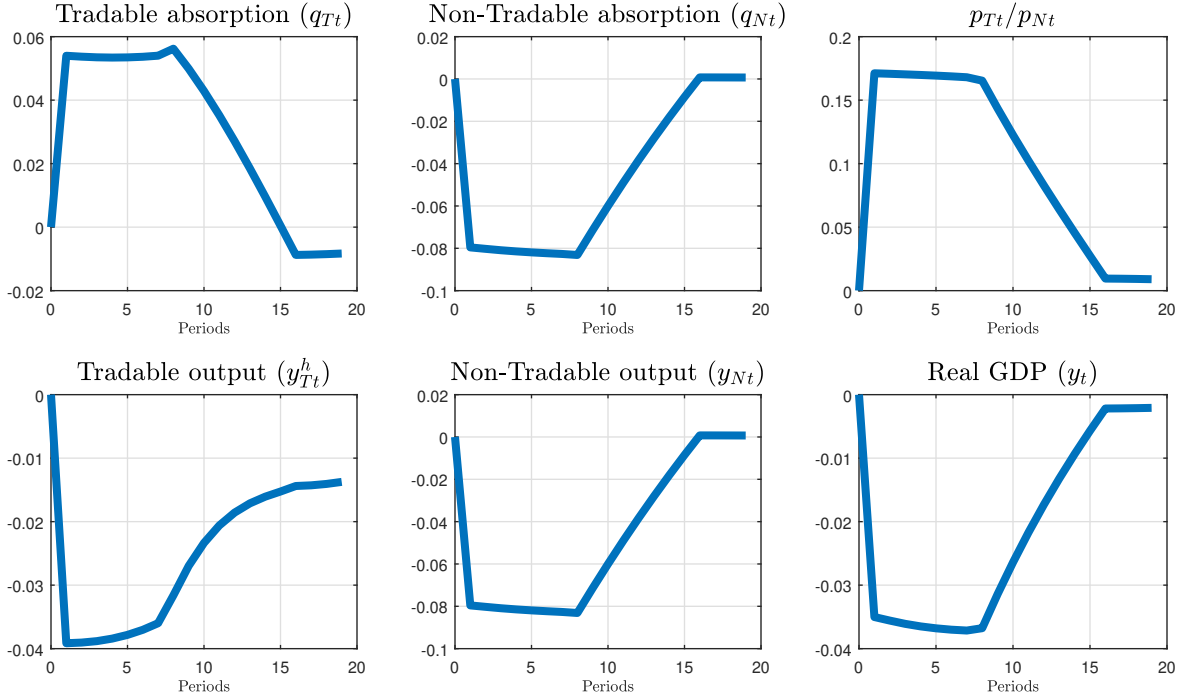 Tradable absorption (q_{Tt})
0.06
0.04
0.02
0
-0.02
0 5 10 15 20
Periods
Non-Tradable absorption (q_{Nt})
0.02
0
-0.02
-0.04
-0.06
-0.08
-0.1
0 5 10 15 20
Periods
p_{Tt}/p_{Nt}
0.2
0.15
0.1
0.05
0
0 5 10 15 20
Periods
Tradable output (y_{Tt}^h)
0
-0.01
-0.02
-0.03
-0.04
0 5 10 15 20
Periods
Non-Tradable output (y_{Nt})
0.02
0
-0.02
-0.04
-0.06
-0.08
-0.1
0 5 10 15 20
Periods
Real GDP (y_t)
0
-0.01
-0.02
-0.03
-0.04
0 5 10 15 20
Periods